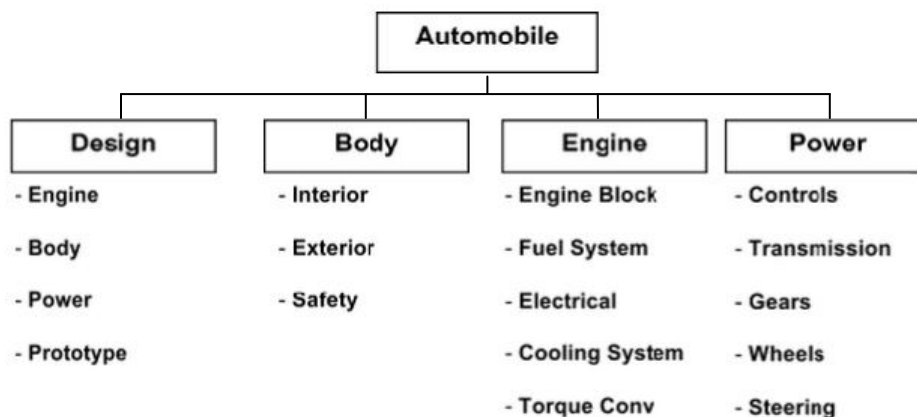 Automobile
Design
- Engine
- Body
- Power
- Prototype
Body
- Interior
- Exterior
- Safety
Engine
- Engine Block
- Fuel System
- Electrical
- Cooling System
- Torque Conv
Power
- Controls
- Transmission
- Gears
- Wheels
- Steering